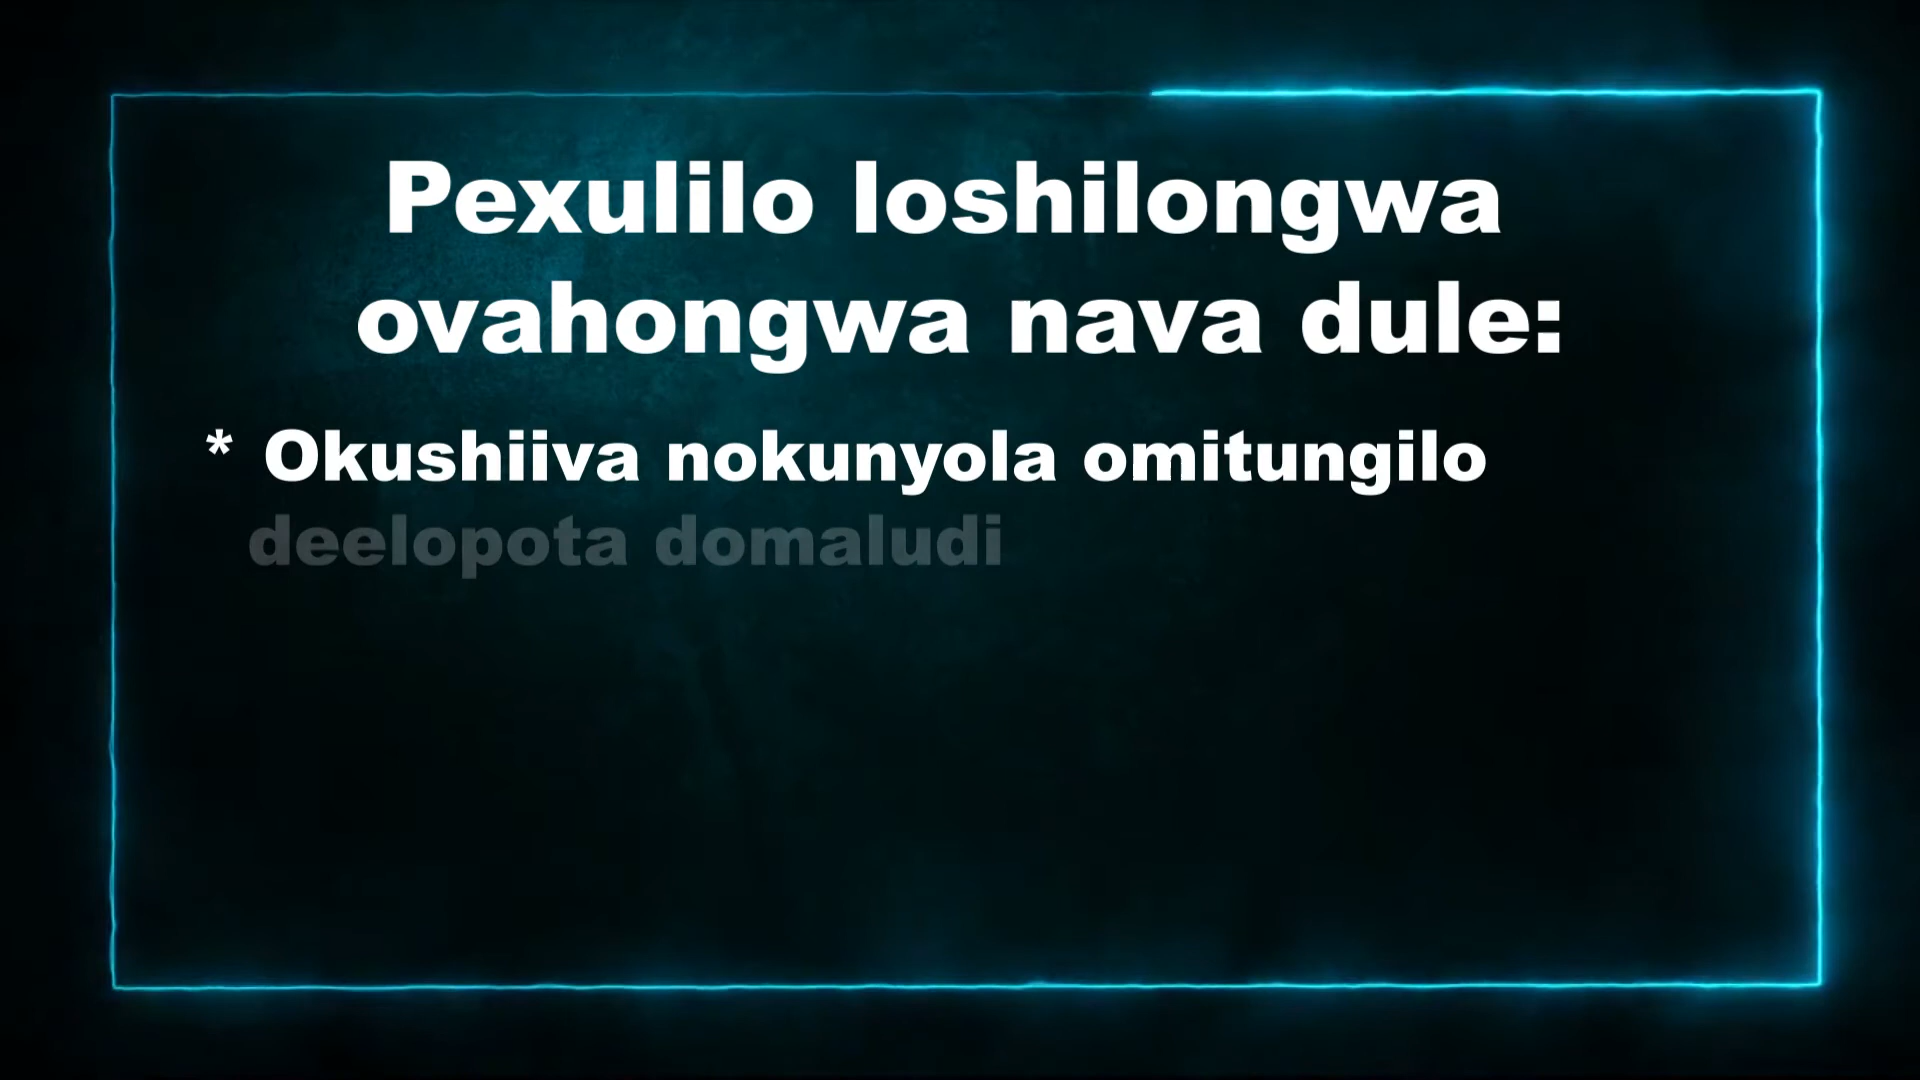 Pexulilo loshilongwa
ovahongwa nava dule:
* Okushiiva nokunyola omitungilo
deelopota domaludi